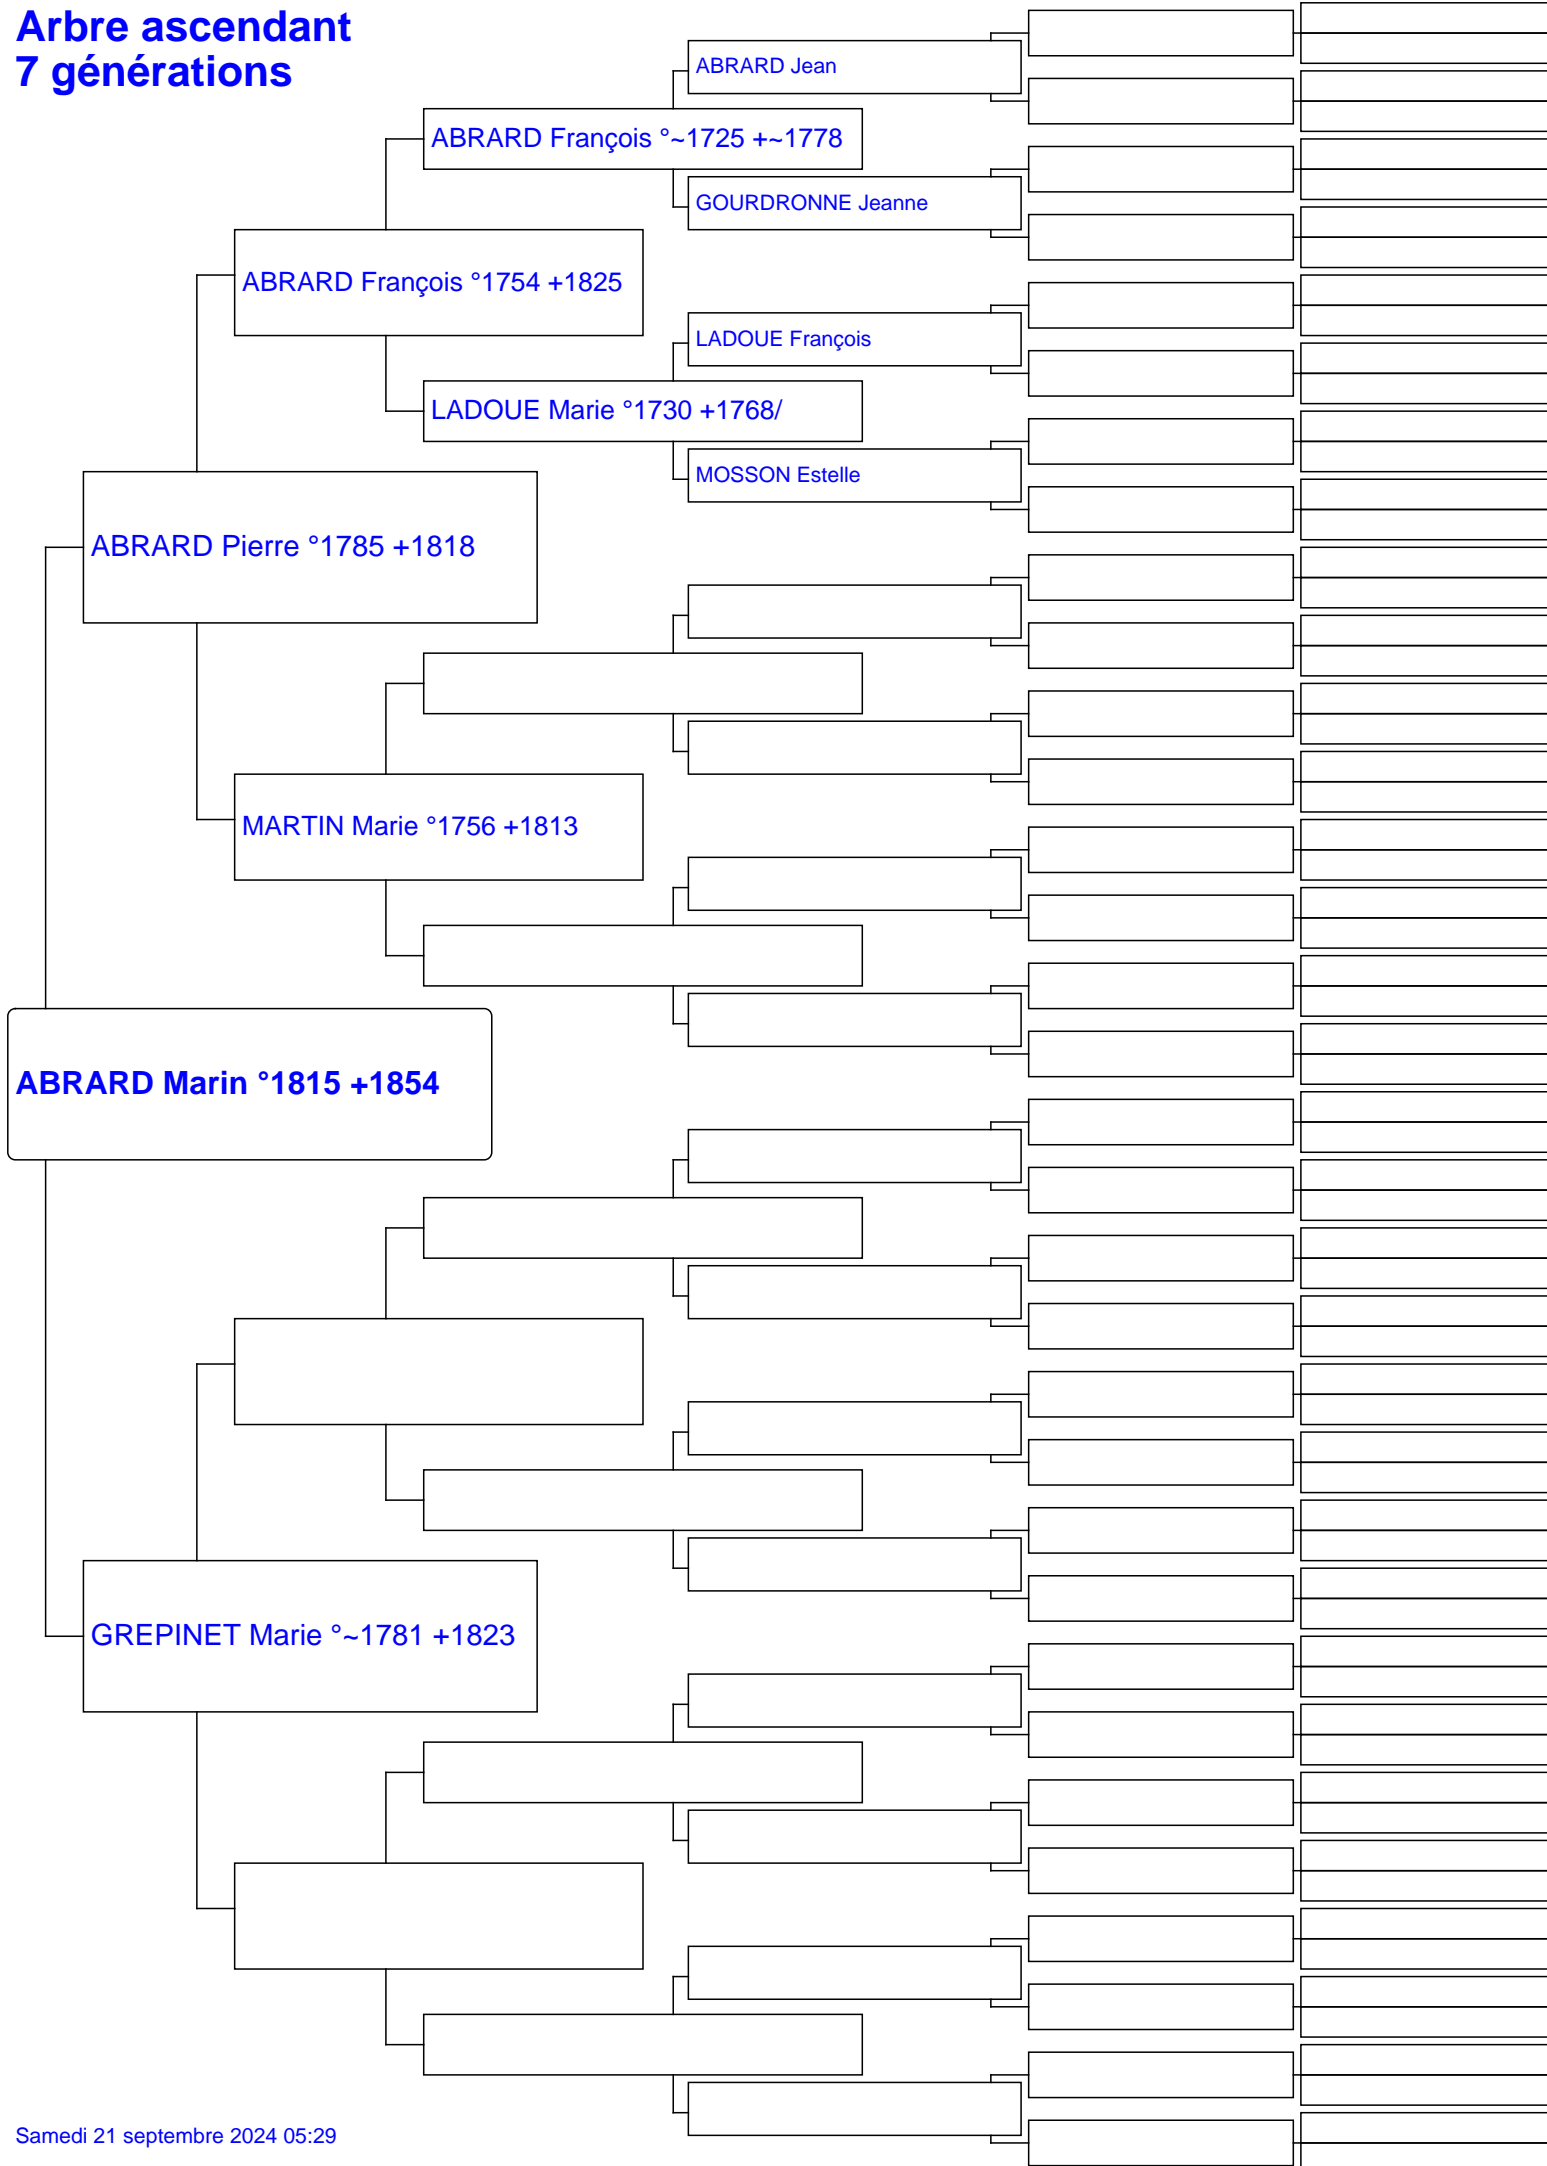 Arbre ascendant
7 générations
ABRARD Jean
ABRARD François °~1725 +~1778
GOURDRONNE Jeanne
ABRARD François °1754 +1825
LADOUE François
LADOUE Marie °1730 +1768/
MOSSON Estelle
ABRARD Pierre °1785 +1818
MARTIN Marie °1756 +1813
ABRARD Marin °1815 +1854
GREPINET Marie °~1781 +1823
Samedi 21 septembre 2024 05:29